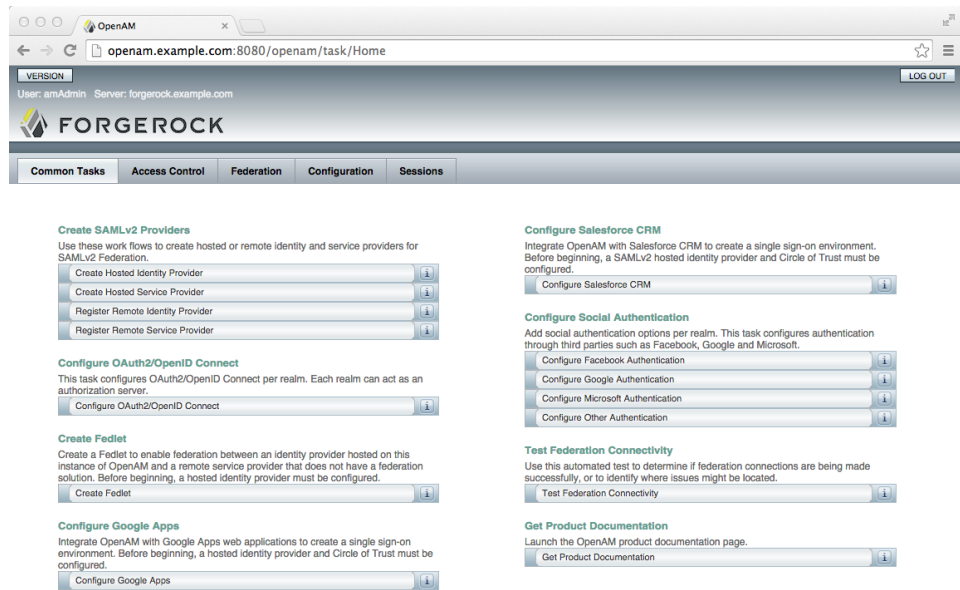 OpenAM
openam.example.com:8080/openam/task/Home
VERSION
LOG OUT
User: amAdmin Server: forgerock.example.com
FORGEROCK
Common Tasks
Access Control
Federation
Configuration
Sessions
Create SAMLv2 Providers
Use these work flows to create hosted or remote identity and service providers for
SAMLv2 Federation.
Create Hosted Identity Provider
Create Hosted Service Provider
Register Remote Identity Provider
Register Remote Service Provider
Configure OAuth2/OpenID Connect
This task configures OAuth2/OpenID Connect per realm. Each realm can act as an
authorization server.
Configure OAuth2/OpenID Connect
Create Fedlet
Create a Fedlet to enable federation between an identity provider hosted on this
instance of OpenAM and a remote service provider that does not have a federation
solution. Before beginning, a hosted identity provider must be configured.
Create Fedlet
Configure Google Apps
Integrate OpenAM with Google Apps web applications to create a single sign-on
environment. Before beginning, a hosted identity provider and Circle of Trust must be
configured.
Configure Google Apps
Configure Salesforce CRM
Integrate OpenAM with Salesforce CRM to create a single sign-on environment.
Before beginning, a SAMLv2 hosted identity provider and Circle of Trust must be
configured.
Configure Salesforce CRM
Configure Social Authentication
Add social authentication options per realm. This task configures authentication
through third parties such as Facebook, Google and Microsoft.
Configure Facebook Authentication
Configure Google Authentication
Configure Microsoft Authentication
Configure Other Authentication
Test Federation Connectivity
Use this automated test to determine if federation connections are being made
successfully, or to identify where issues might be located.
Test Federation Connectivity
Get Product Documentation
Launch the OpenAM product documentation page.
Get Product Documentation